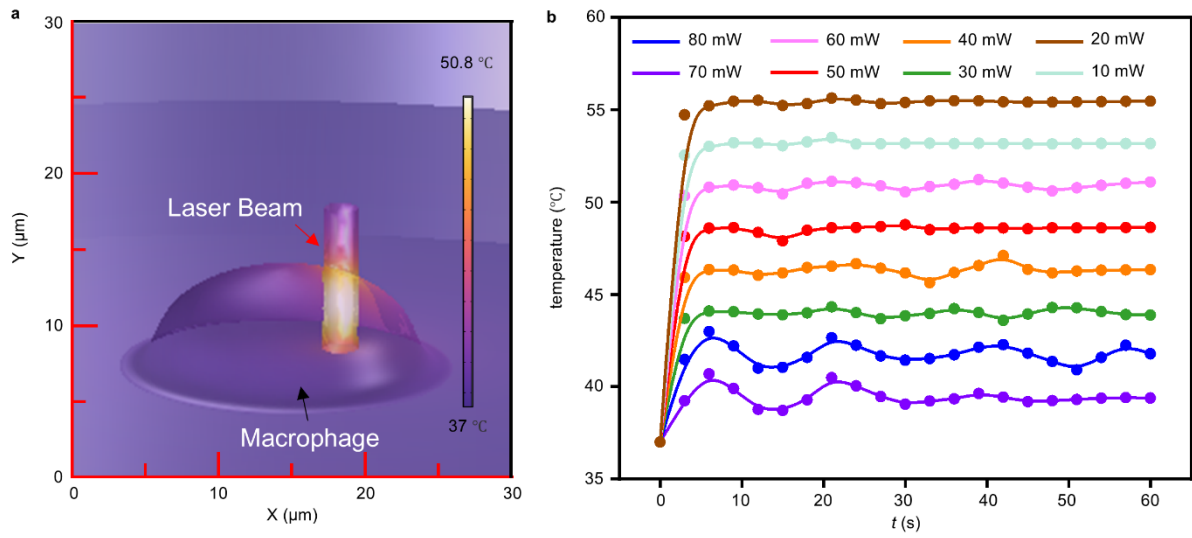 a
30
20
10
0
Y (µm)
50.8 ℃
37 ℃
Laser Beam
Macrophage
0
10
20
30
X (µm)
b
60
55
50
45
40
35
temperature (℃)
80 mW
60 mW
40 mW
20 mW
70 mW
50 mW
30 mW
10 mW
0
10
20
30
40
50
60
t (s)